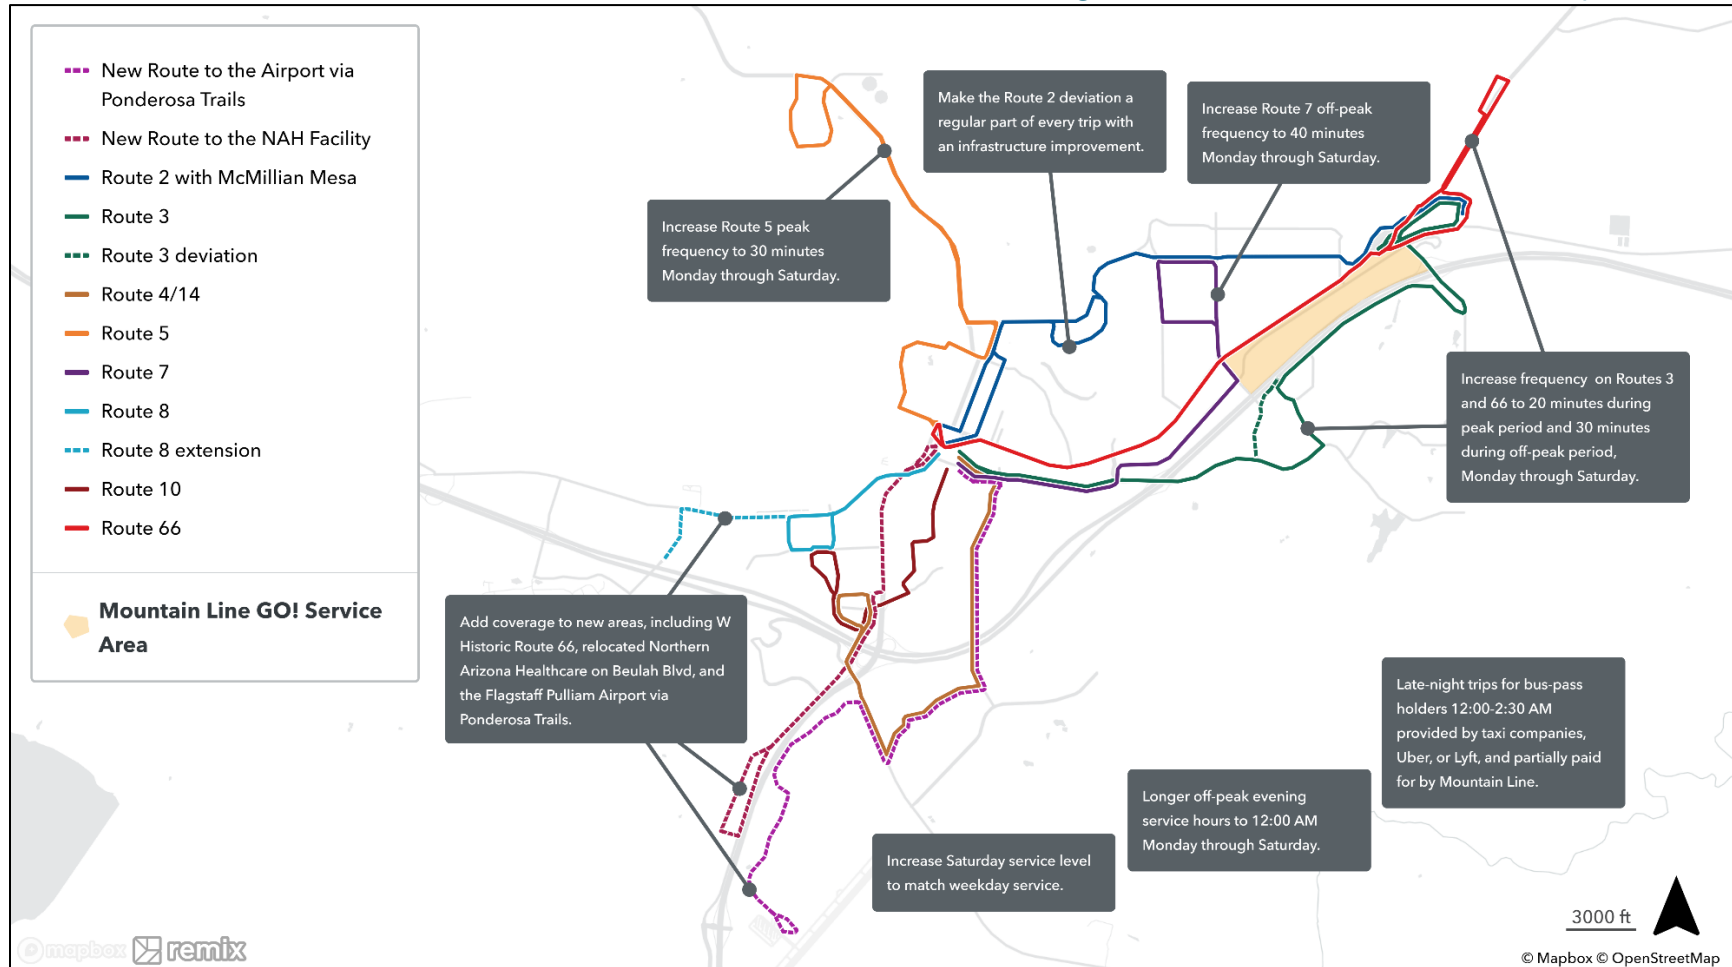 New Route to the Airport via
Ponderosa Trails
New Route to the NAH Facility
Route 2 with McMillian Mesa
Route 3
Route 3 deviation
Route 4/14
Route 5
Route 7
Route 8
Route 8 extension
Route 10
Route 66
Mountain Line GO! Service
Area
Increase Route 5 peak
frequency to 30 minutes
Monday through Saturday.
Make the Route 2 deviation a
regular part of every trip with
an infrastructure improvement.
Increase Route 7 off-peak
frequency to 40 minutes
Monday through Saturday.
Increase frequency on Routes 3
and 66 to 20 minutes during
peak period and 30 minutes
during off-peak period,
Monday through Saturday.
Add coverage to new areas, including W
Historic Route 66, relocated Northern
Arizona Healthcare on Beulah Blvd, and
the Flagstaff Pulliam Airport via
Ponderosa Trails.
Late-night trips for bus-pass
holders 12:00-2:30 AM
provided by taxi companies,
Uber, or Lyft, and partially paid
for by Mountain Line.
Longer off-peak evening
service hours to 12:00 AM
Monday through Saturday.
Increase Saturday service level
to match weekday service.
3000 ft
mapbox remix
© Mapbox © OpenStreetMap